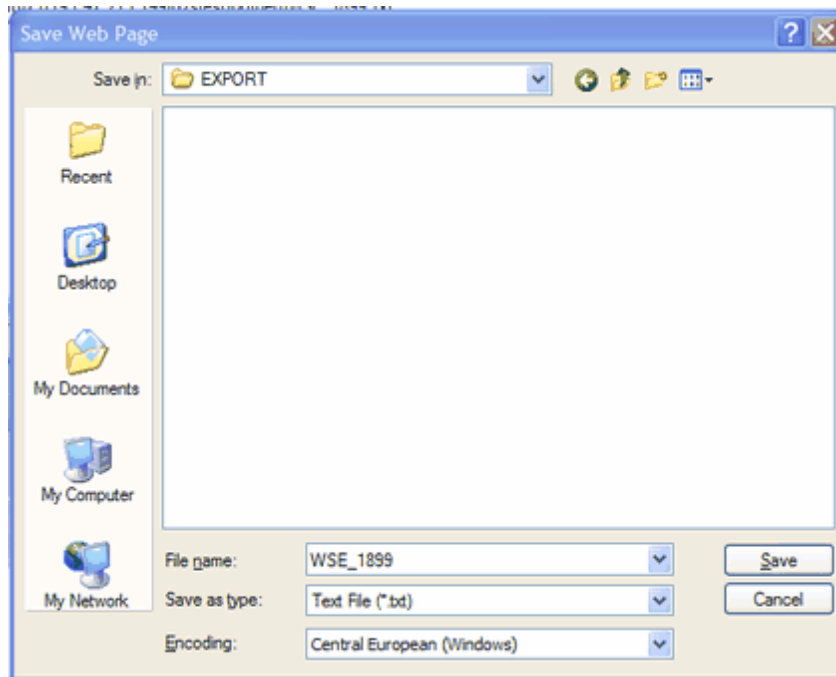 Save Web Page
Save in: EXPORT
Recent
Desktop
My Documents
My Computer
My Network
File name: WSE_1899 Save
Save as type: Text File (*.txt) Cancel
Encoding: Central European (Windows)